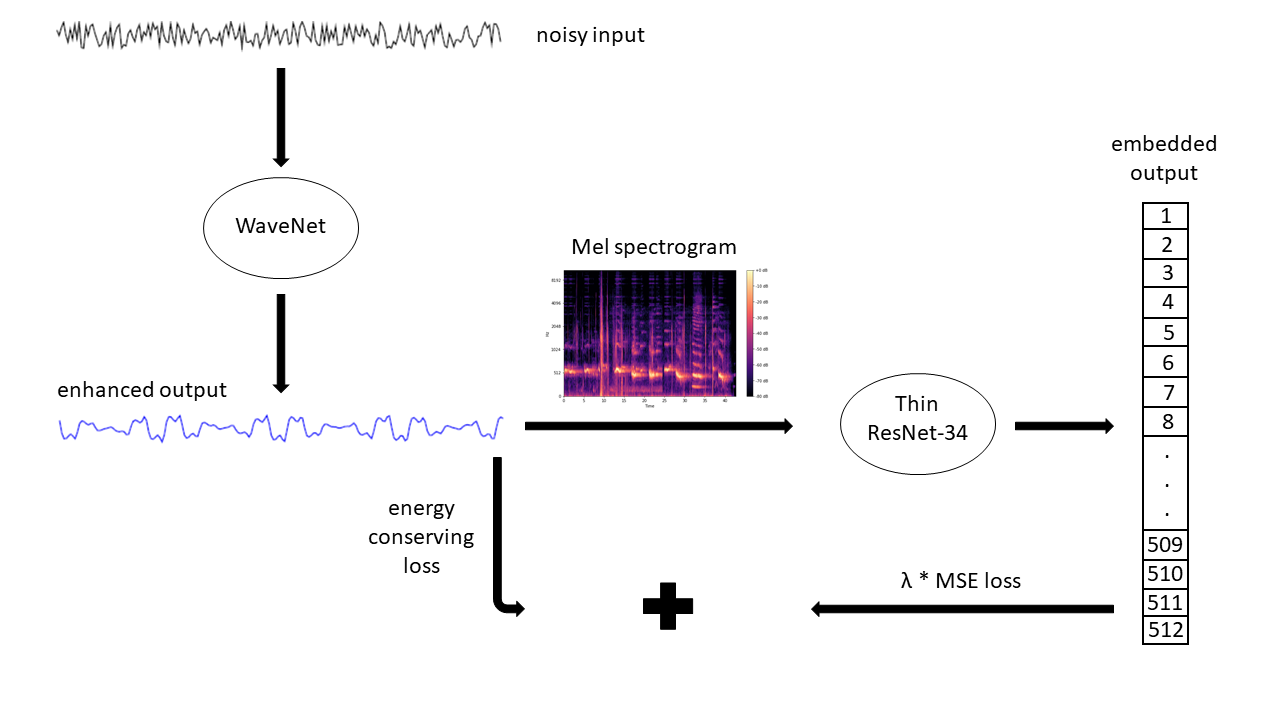 noisy input
WaveNet
enhanced output
Mel spectrogram
8192
4096
2048
1024
512
0
Hz
0 5 10 15 20 25 30 35 40
Time
+0 dB
-10 dB
-20 dB
-30 dB
-40 dB
-50 dB
-60 dB
-70 dB
-80 dB
Thin
ResNet-34
embedded
output
1
2
3
4
5
6
7
8
.
.
.
509
510
511
512
energy
conserving
loss
λ * MSE loss